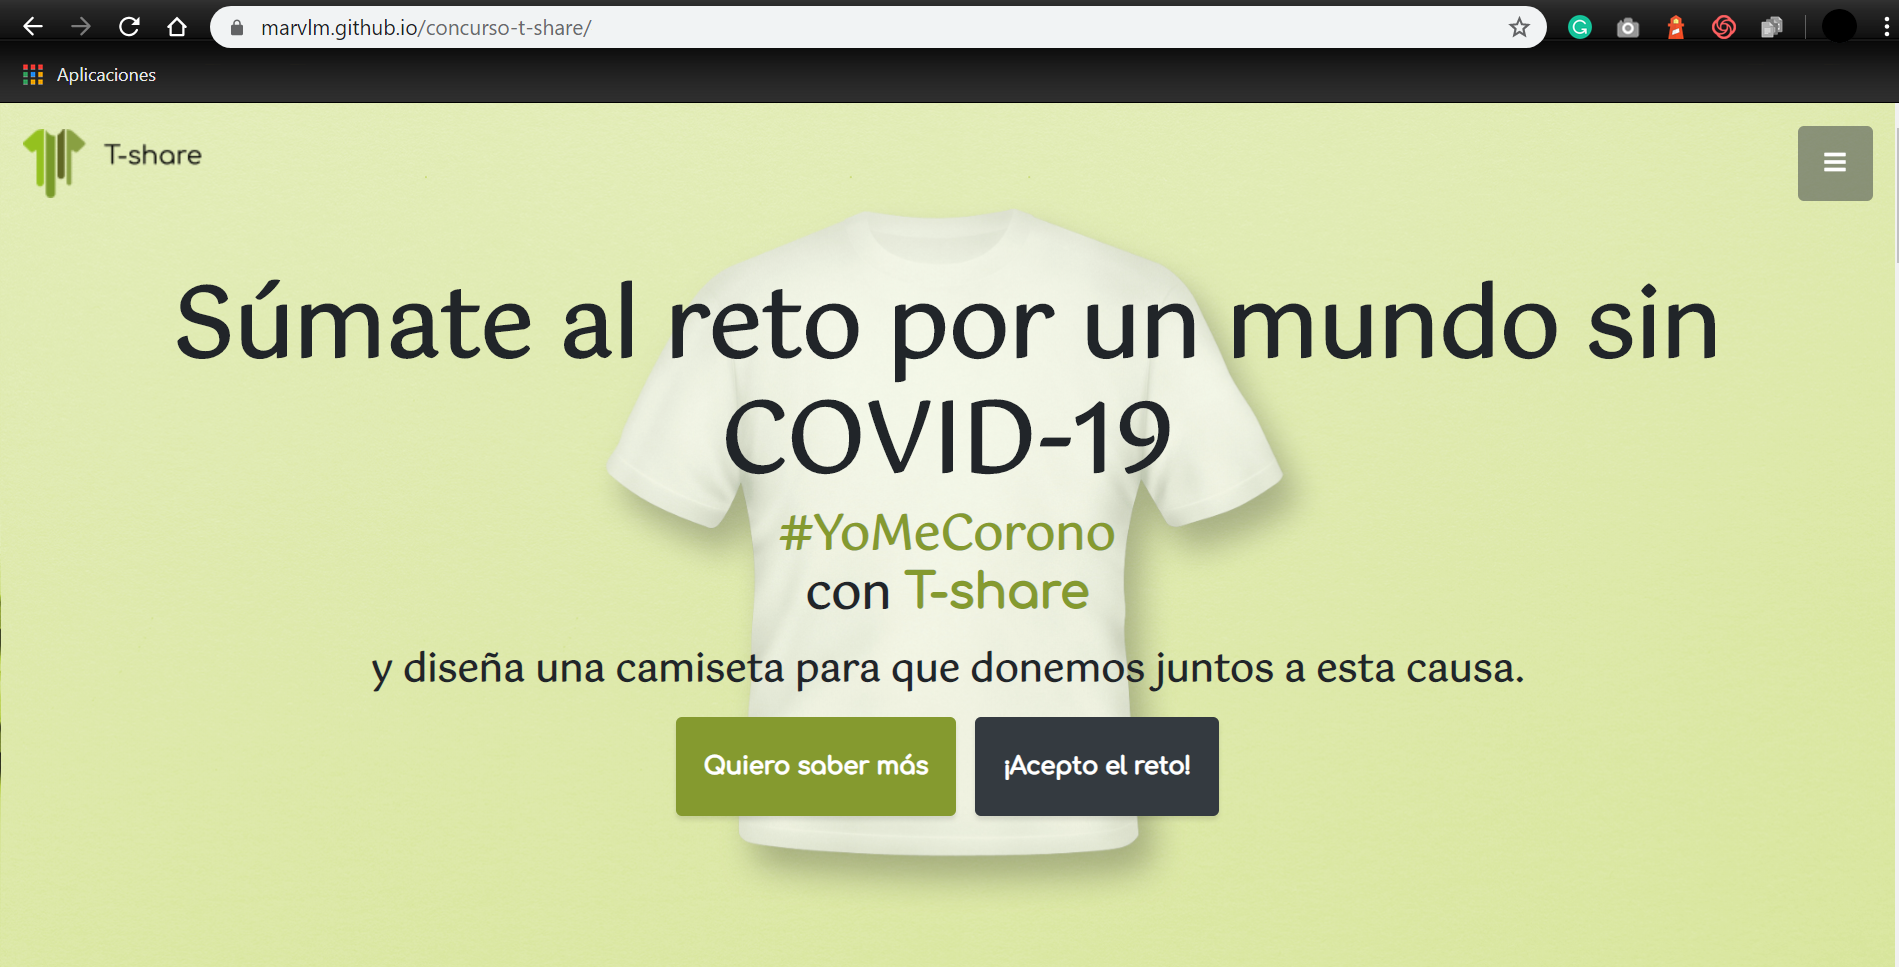 marvlm.github.io/concurso-t-share/
Aplicaciones
T-share
Súmate al reto por un mundo sin
COVID-19
#YoMeCorono
con T-share
y diseña una camiseta para que donemos juntos a esta causa.
Quiero saber más
¡Acepto el reto!